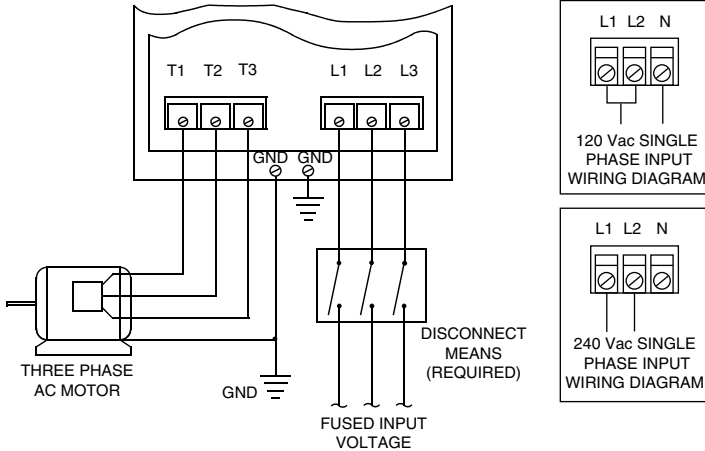 T1 T2 T3 L1 L2 L3
GND GND
THREE PHASE
AC MOTOR
GND
DISCONNECT
MEANS
(REQUIRED)
FUSED INPUT
VOLTAGE
L1 L2 N
120 Vac SINGLE
PHASE INPUT
WIRING DIAGRAM
L1 L2 N
240 Vac SINGLE
PHASE INPUT
WIRING DIAGRAM